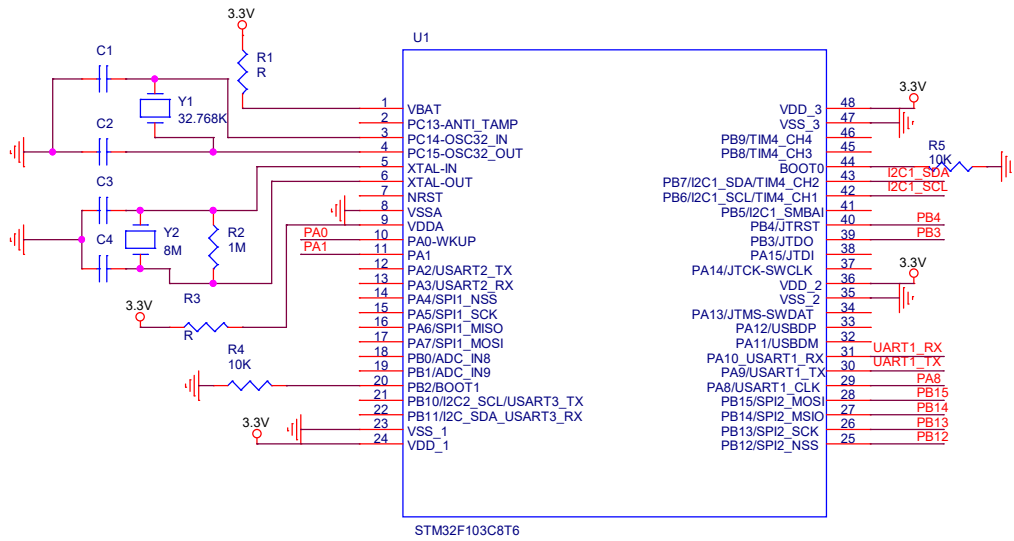 3.3V
U1
C1
R1
R
Y1
32.768K
C2
C3
Y2
8M
R2
1M
C4
PA0
PA1
R3
3.3V
R
R4
10K
3.3V
1 VBAT
2 PC13-ANTI_TAMP
3 PC14-OSC32_IN
4 PC15-OSC32_OUT
5 XTAL-IN
6 XTAL-OUT
7 NRST
8 VSSA
9 VDDA
10 PA0-WKUP
11 PA1
12 PA2/USART2_TX
13 PA3/USART2_RX
14 PA4/SPI1_NSS
15 PA5/SPI1_SCK
16 PA6/SPI1_MISO
17 PA7/SPI1_MOSI
18 PB0/ADC_IN8
19 PB1/ADC_IN9
20 PB2/BOOT1
21 PB10/I2C2_SCL/USART3_TX
22 PB11/I2C_SDA_USART3_RX
23 VSS_1
24 VDD_1
VDD_3 48
VSS_3 47
PB9/TIM4_CH4 46
PB8/TIM4_CH3 45
BOOT0 44
PB7/I2C1_SDA/TIM4_CH2 43
PB6/I2C1_SCL/TIM4_CH1 42
PB5/I2C1_SMBAI 41
PB4/JTRST 40
PB3/JTDO 39
PA15/JTDI 38
PA14/JTCK-SWCLK 37
VDD_2 36
VSS_2 35
PA13/JTMS-SWDAT 34
PA12/USBDP 33
PA11/USBDM 32
PA10_USART1_RX 31
PA9/USART1_TX 30
PA8/USART1_CLK 29
PB15/SPI2_MOSI 28
PB14/SPI2_MSIO 27
PB13/SPI2_SCK 26
PB12/SPI2_NSS 25
3.3V
R5
10K
I2C1_SDA
I2C1_SCL
PB4
PB3
3.3V
UART1_RX
UART1_TX
PA8
PB15
PB14
PB13
PB12
STM32F103C8T6